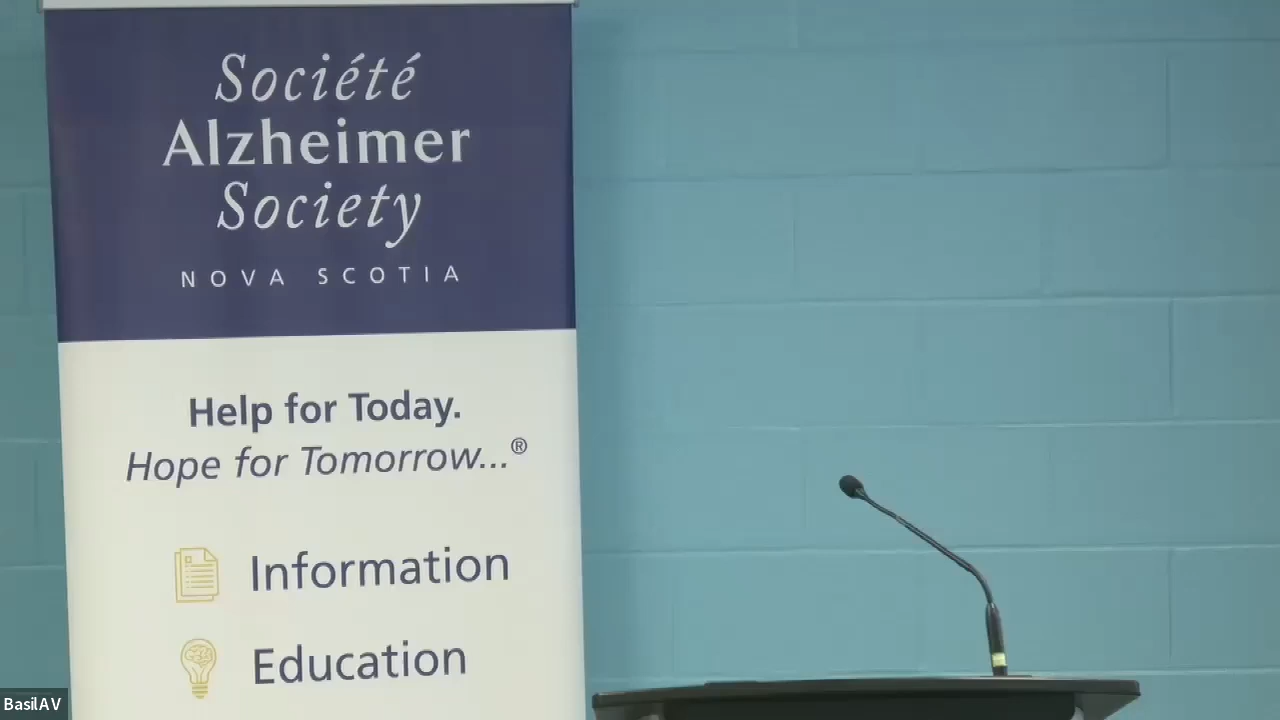 Société
Alzheimer
Society
NOVA SCOTIA
Help for Today.
Hope for Tomorrow...®
Information
Education
BasilAV